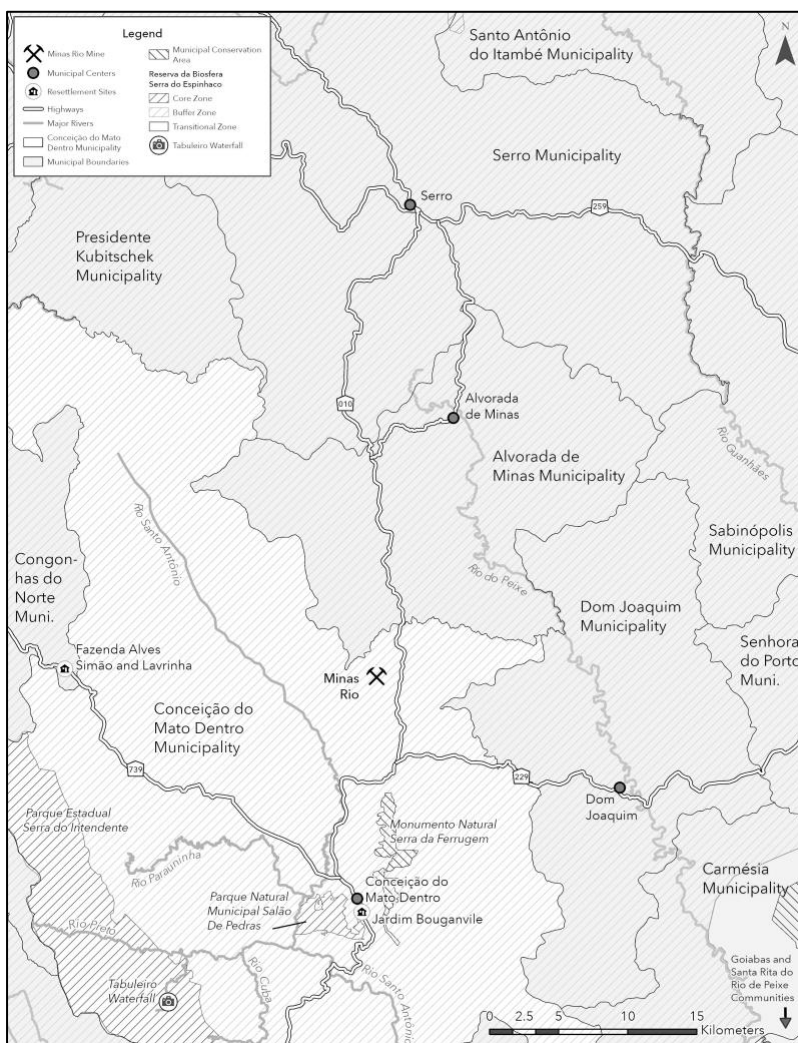 Legend
Minas Rio Mine
Municipal Centers
Resettlement Sites
Highways
Major Rivers
Conceição do Mato
Dentro Municipality
Municipal Boundaries
Municipal Conservation
Area
Reserva da Biosfera
Serra do Espinhaco
Core Zone
Buffer Zone
Transitional Zone
Tabuleiro Waterfall
Santo Antônio
do Itambé Municipality
N
Serro Municipality
Serro
259
Presidente
Kubitschek
Municipality
010
Alvorada
de Minas
Alvorada de
Minas Municipality
Rio Guanhães
Rio Santo
Antônio
Sabinópolis
Municipality
Congon-
has do
Norte
Muni.
Rio do Peixe
Dom Joaquim
Municipality
Senhora
do Porto
Muni.
Fazenda Alves
Simão and Lavrinha
Minas
Rio
Conceição do
Mato Dentro
Municipality
739
229
Dom
Joaquim
Parque Estadual
Serra do Intendente
Monumento Natural
Serra da Ferrugem
Rio Parauninha
Parque Natural
Municipal Salão
De Pedras
Conceição do
Mato Dentro
Jardim Bouganvile
Carmésia
Municipality
Rio Preto
Rio Cuba
Rio Santo
Antônio
Tabuleiro
Waterfall
Goiabas and
Santa Rita do
Rio de Peixe
Communities
0 2.5 5 10 15
Kilometers